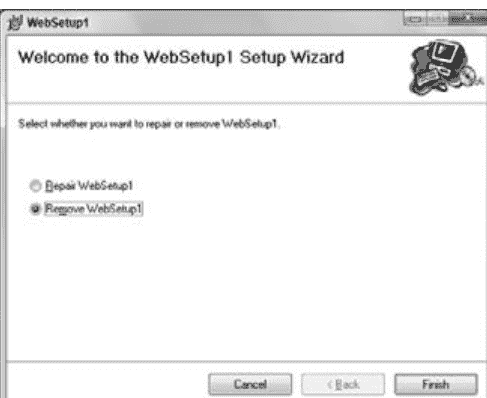 WebSetup1
Welcome to the WebSetup1 Setup Wizard
Select whether you want to repair or remove WebSetup1.
Repair WebSetup1
Remove WebSetup1
Cancel
< Back
Finish